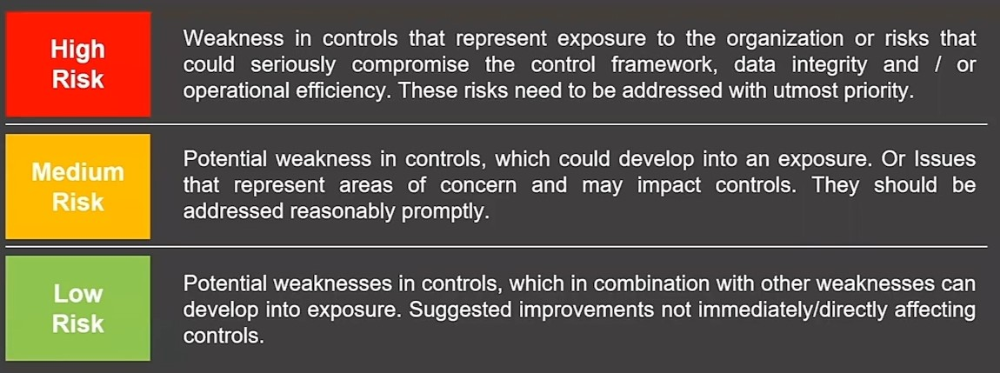 High
Risk
Weakness in controls that represent exposure to the organization or risks that
could seriously compromise the control framework, data integrity and / or
operational efficiency. These risks need to be addressed with utmost priority.
Medium
Risk
Potential weakness in controls, which could develop into an exposure. Or Issues
that represent areas of concern and may impact controls. They should be
addressed reasonably promptly.
Low
Risk
Potential weaknesses in controls, which in combination with other weaknesses can
develop into exposure. Suggested improvements not immediately/directly affecting
controls.